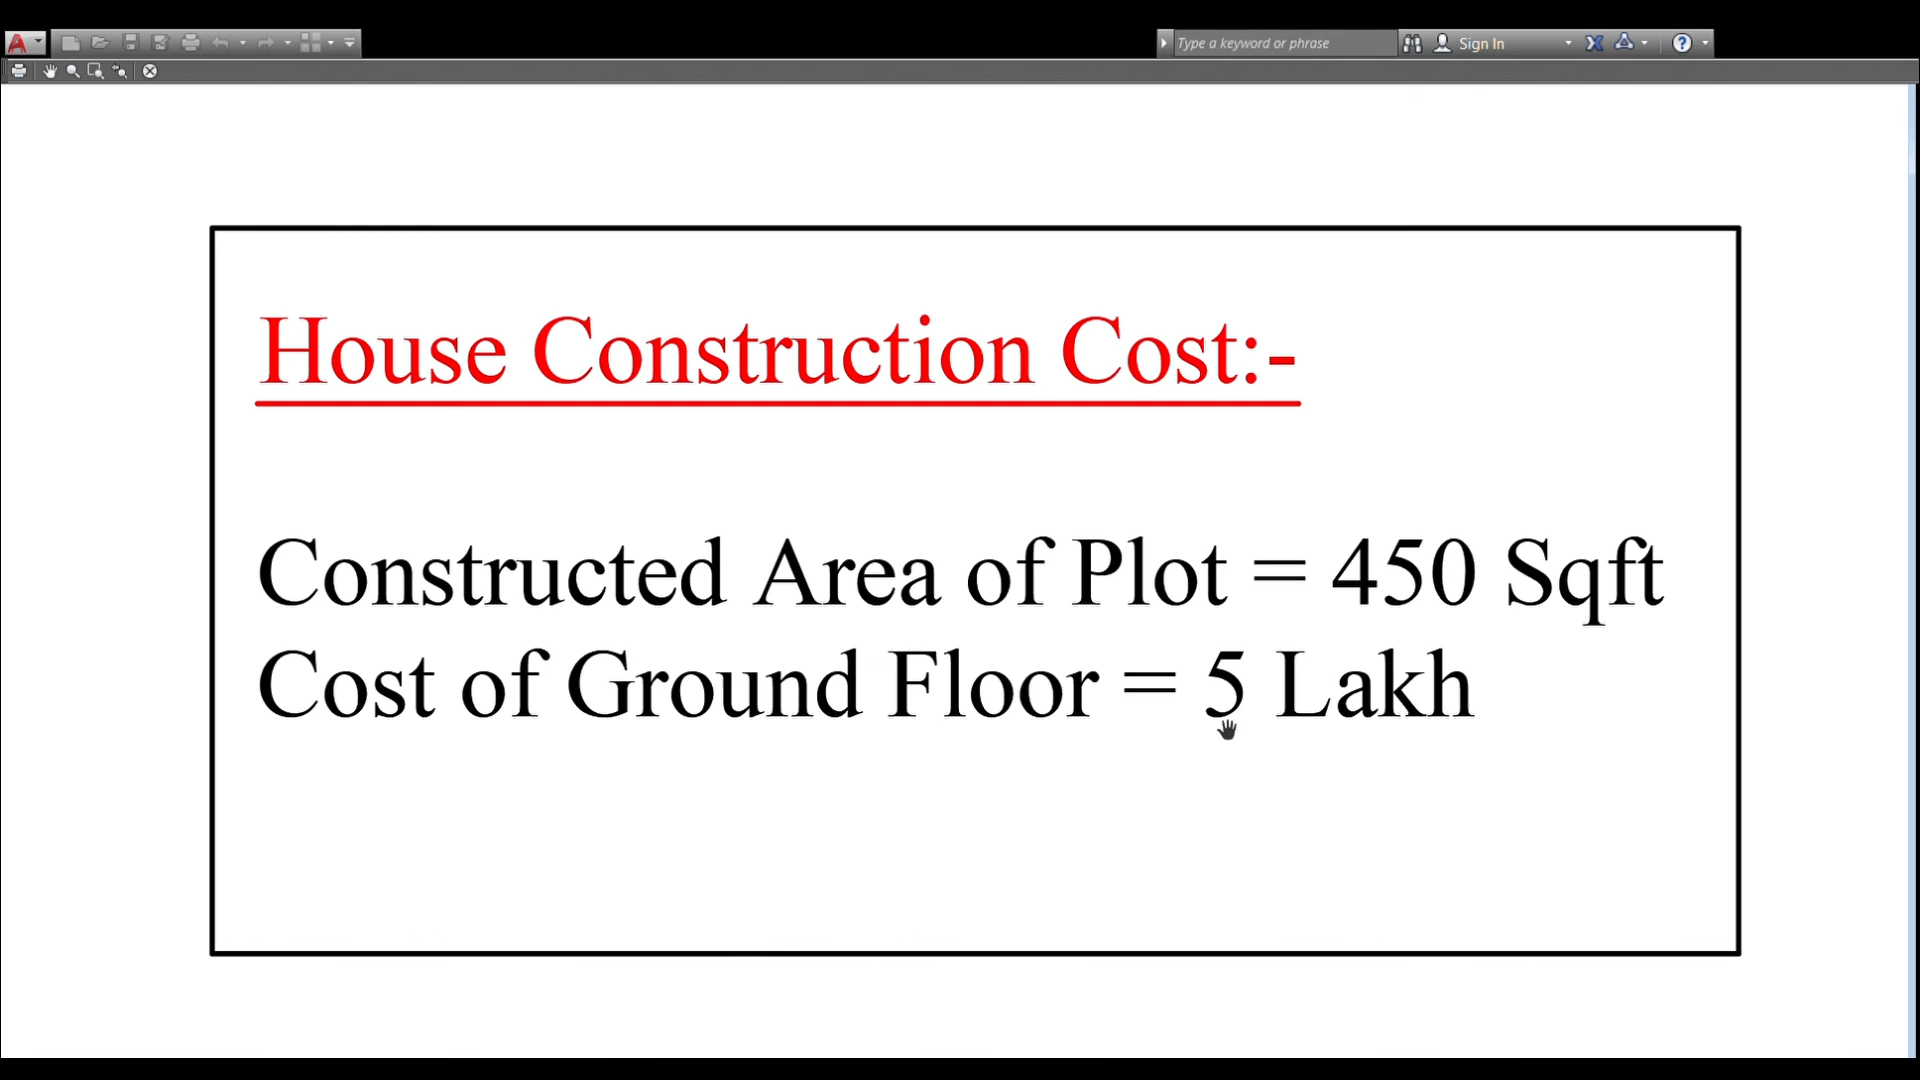 Type a keyword or phrase
Sign In
House Construction Cost:-
Constructed Area of Plot = 450 Sqft
Cost of Ground Floor = 5 Lakh